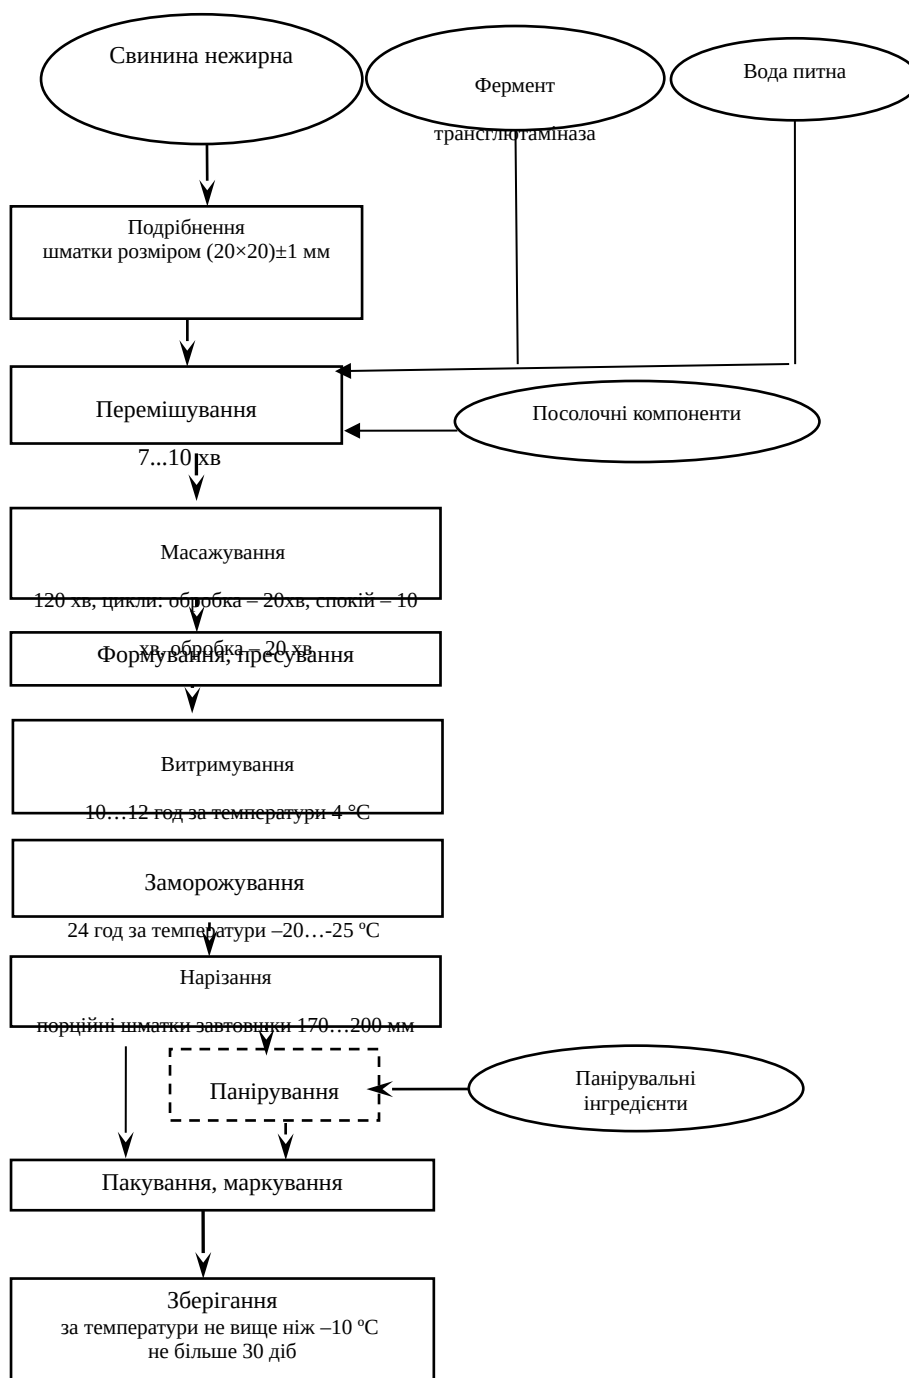 Свинина нежирна
Фермент
трансглютаміназа
Вода питна
Подрібнення
шматки розміром (20×20)±1 мм
Перемішування
7...10 хв
Посолочні компоненти
Масажування
120 хв, цикли: обробка – 20хв, спокій – 10
хв, обробка – 20 хв
Формування, пресування
Витримування
10…12 год за температури 4 °С
Заморожування
24 год за температури –20…-25 ºС
Нарізання
порційні шматки завтовшки 170…200 мм
Панірування
Панірувальні
інгредієнти
Пакування, маркування
Зберігання
за температури не вище ніж –10 ºС
не більше 30 діб